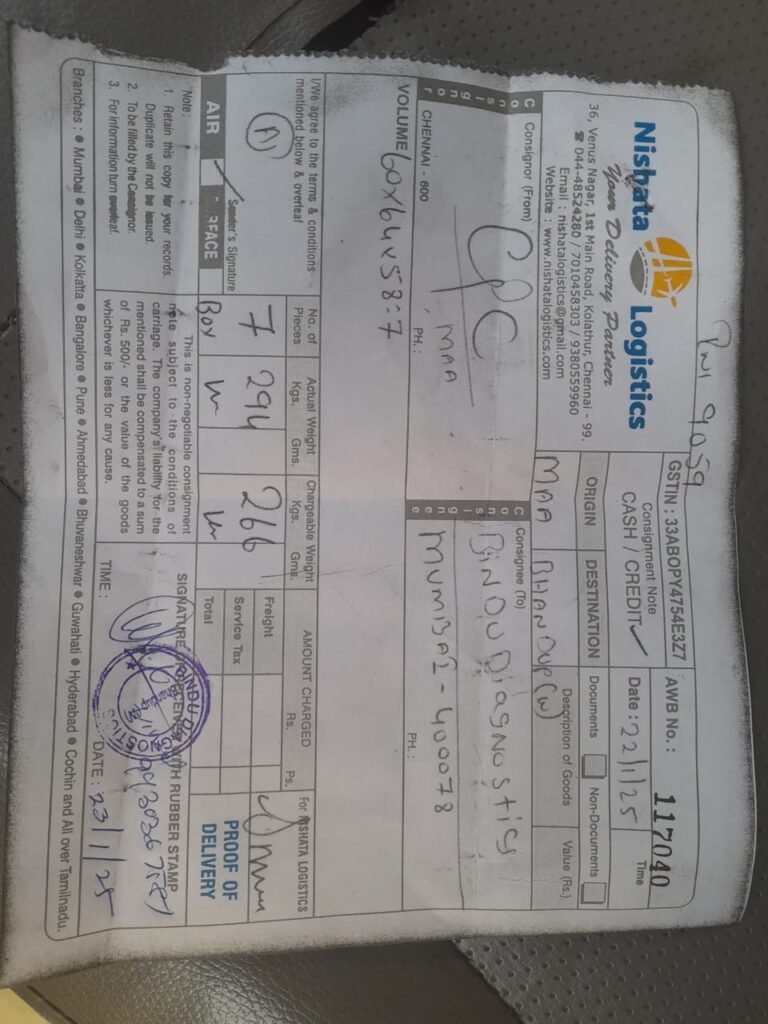 PNI 9059
Nishata Logistics
Your Delivery Partner
36, Venus Nagar, 1st Main Road, Kolathur, Chennai - 99.
☎ 044-48524280 / 7010458303 / 9380559960
Email : nishatalogistics@gmail.com
Website : www.nishatalogistics.com
GSTIN : 33ABOPY4754E3Z7
Consignment Note
CASH / CREDIT ✓
AWB No. : 117040
Date : 22/1/25
Time
ORIGIN
DESTINATION
Documents
Non-Documents
MAA
BHANDUP (W)
Description of Goods
Value (Rs.)
Consignor
Consignor (From)
CPC
MAA
CHENNAI - 600
PH. :
Consignee
Consignee (To)
BINDU DIAGNOSTICS
MUMBAI - 400078
PH. :
VOLUME 60x64x58=7
I/We agree to the terms & conditions
mentioned below & overleaf
Sender's Signature
AIR
No. of
Pieces
7
Box
Actual Weight
Kgs. Gms.
294
Chargeable Weight
Kgs. Gms.
266
AMOUNT CHARGED
Rs. Ps.
Freight
Service Tax
Total
For NISHATA LOGISTICS
PROOF OF
DELIVERY
Note :
1. Retain this copy for your records.
Duplicate will not be issued.
2. To be filled by the Consignor.
3. For information turn overleaf.
This is non-negotiable consignment
note subject to the conditions of
carriage. The company's liability for the
mentioned shall be compensated to a sum
of Rs. 500/- or the value of the goods
whichever is less for any cause.
SIGNATURE OF RECEIVER WITH RUBBER STAMP
TIME :
DATE : 23/1/25
Branches : ● Mumbai ● Delhi ● Kolkatta ● Bangalore ● Pune ● Ahmedabad ● Bhuvaneshwar ● Guwahati ● Hyderabad ● Cochin and All over Tamilnadu.